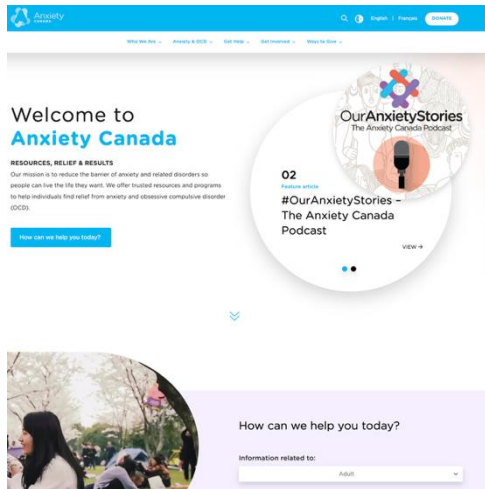 Anxiety
CANADA
English | Français
DONATE
Who We Are
Anxiety & OCD
Get Help
Get Involved
Ways to Give
Welcome to
Anxiety Canada
RESOURCES, RELIEF & RESULTS
Our mission is to reduce the barrier of anxiety and related disorders so
people can live the life they want. We offer trusted resources and programs
to help individuals find relief from anxiety and obsessive compulsive disorder
(OCD).
How can we help you today?
OurAnxietyStories
The Anxiety Canada Podcast
02
Feature article
#OurAnxietyStories –
The Anxiety Canada
Podcast
VIEW →
How can we help you today?
Information related to:
Adult